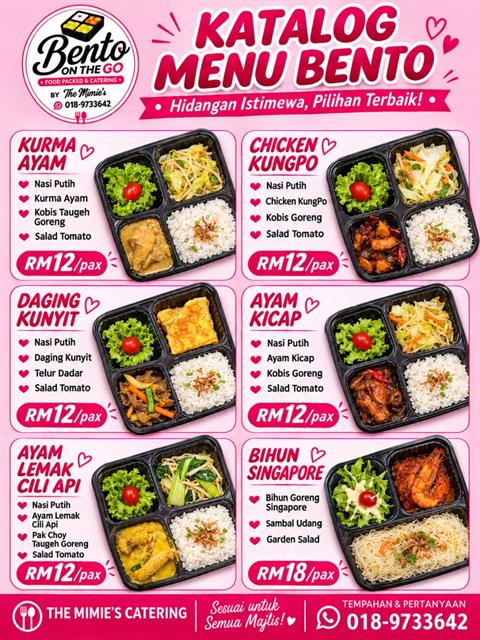 Bento
ON THE GO
• FOOD PACKED & CATERING •
BY The Mimie's
018-9733642
KATALOG
MENU BENTO
• Hidangan Istimewa, Pilihan Terbaik! •
KURMA
AYAM
Nasi Putih
Kurma Ayam
Kobis Taugeh
Goreng
Salad Tomato
RM12/pax
CHICKEN
KUNGPO
Nasi Putih
Chicken KungPo
Kobis Goreng
Salad Tomato
RM12/pax
DAGING
KUNYIT
Nasi Putih
Daging Kunyit
Telur Dadar
Salad Tomato
RM12/pax
AYAM
KICAP
Nasi Putih
Ayam Kicap
Kobis Goreng
Salad Tomato
RM12/pax
AYAM
LEMAK
CILI API
Nasi Putih
Ayam Lemak
Cili Api
Pak Choy
Taugeh Goreng
Salad Tomato
RM12/pax
BIHUN
SINGAPORE
Bihun Goreng
Singapore
Sambal Udang
Garden Salad
RM18/pax
THE MIMIE'S CATERING
Sesuai untuk
Semua Majlis!
TEMPAHAN & PERTANYAAN
018-9733642